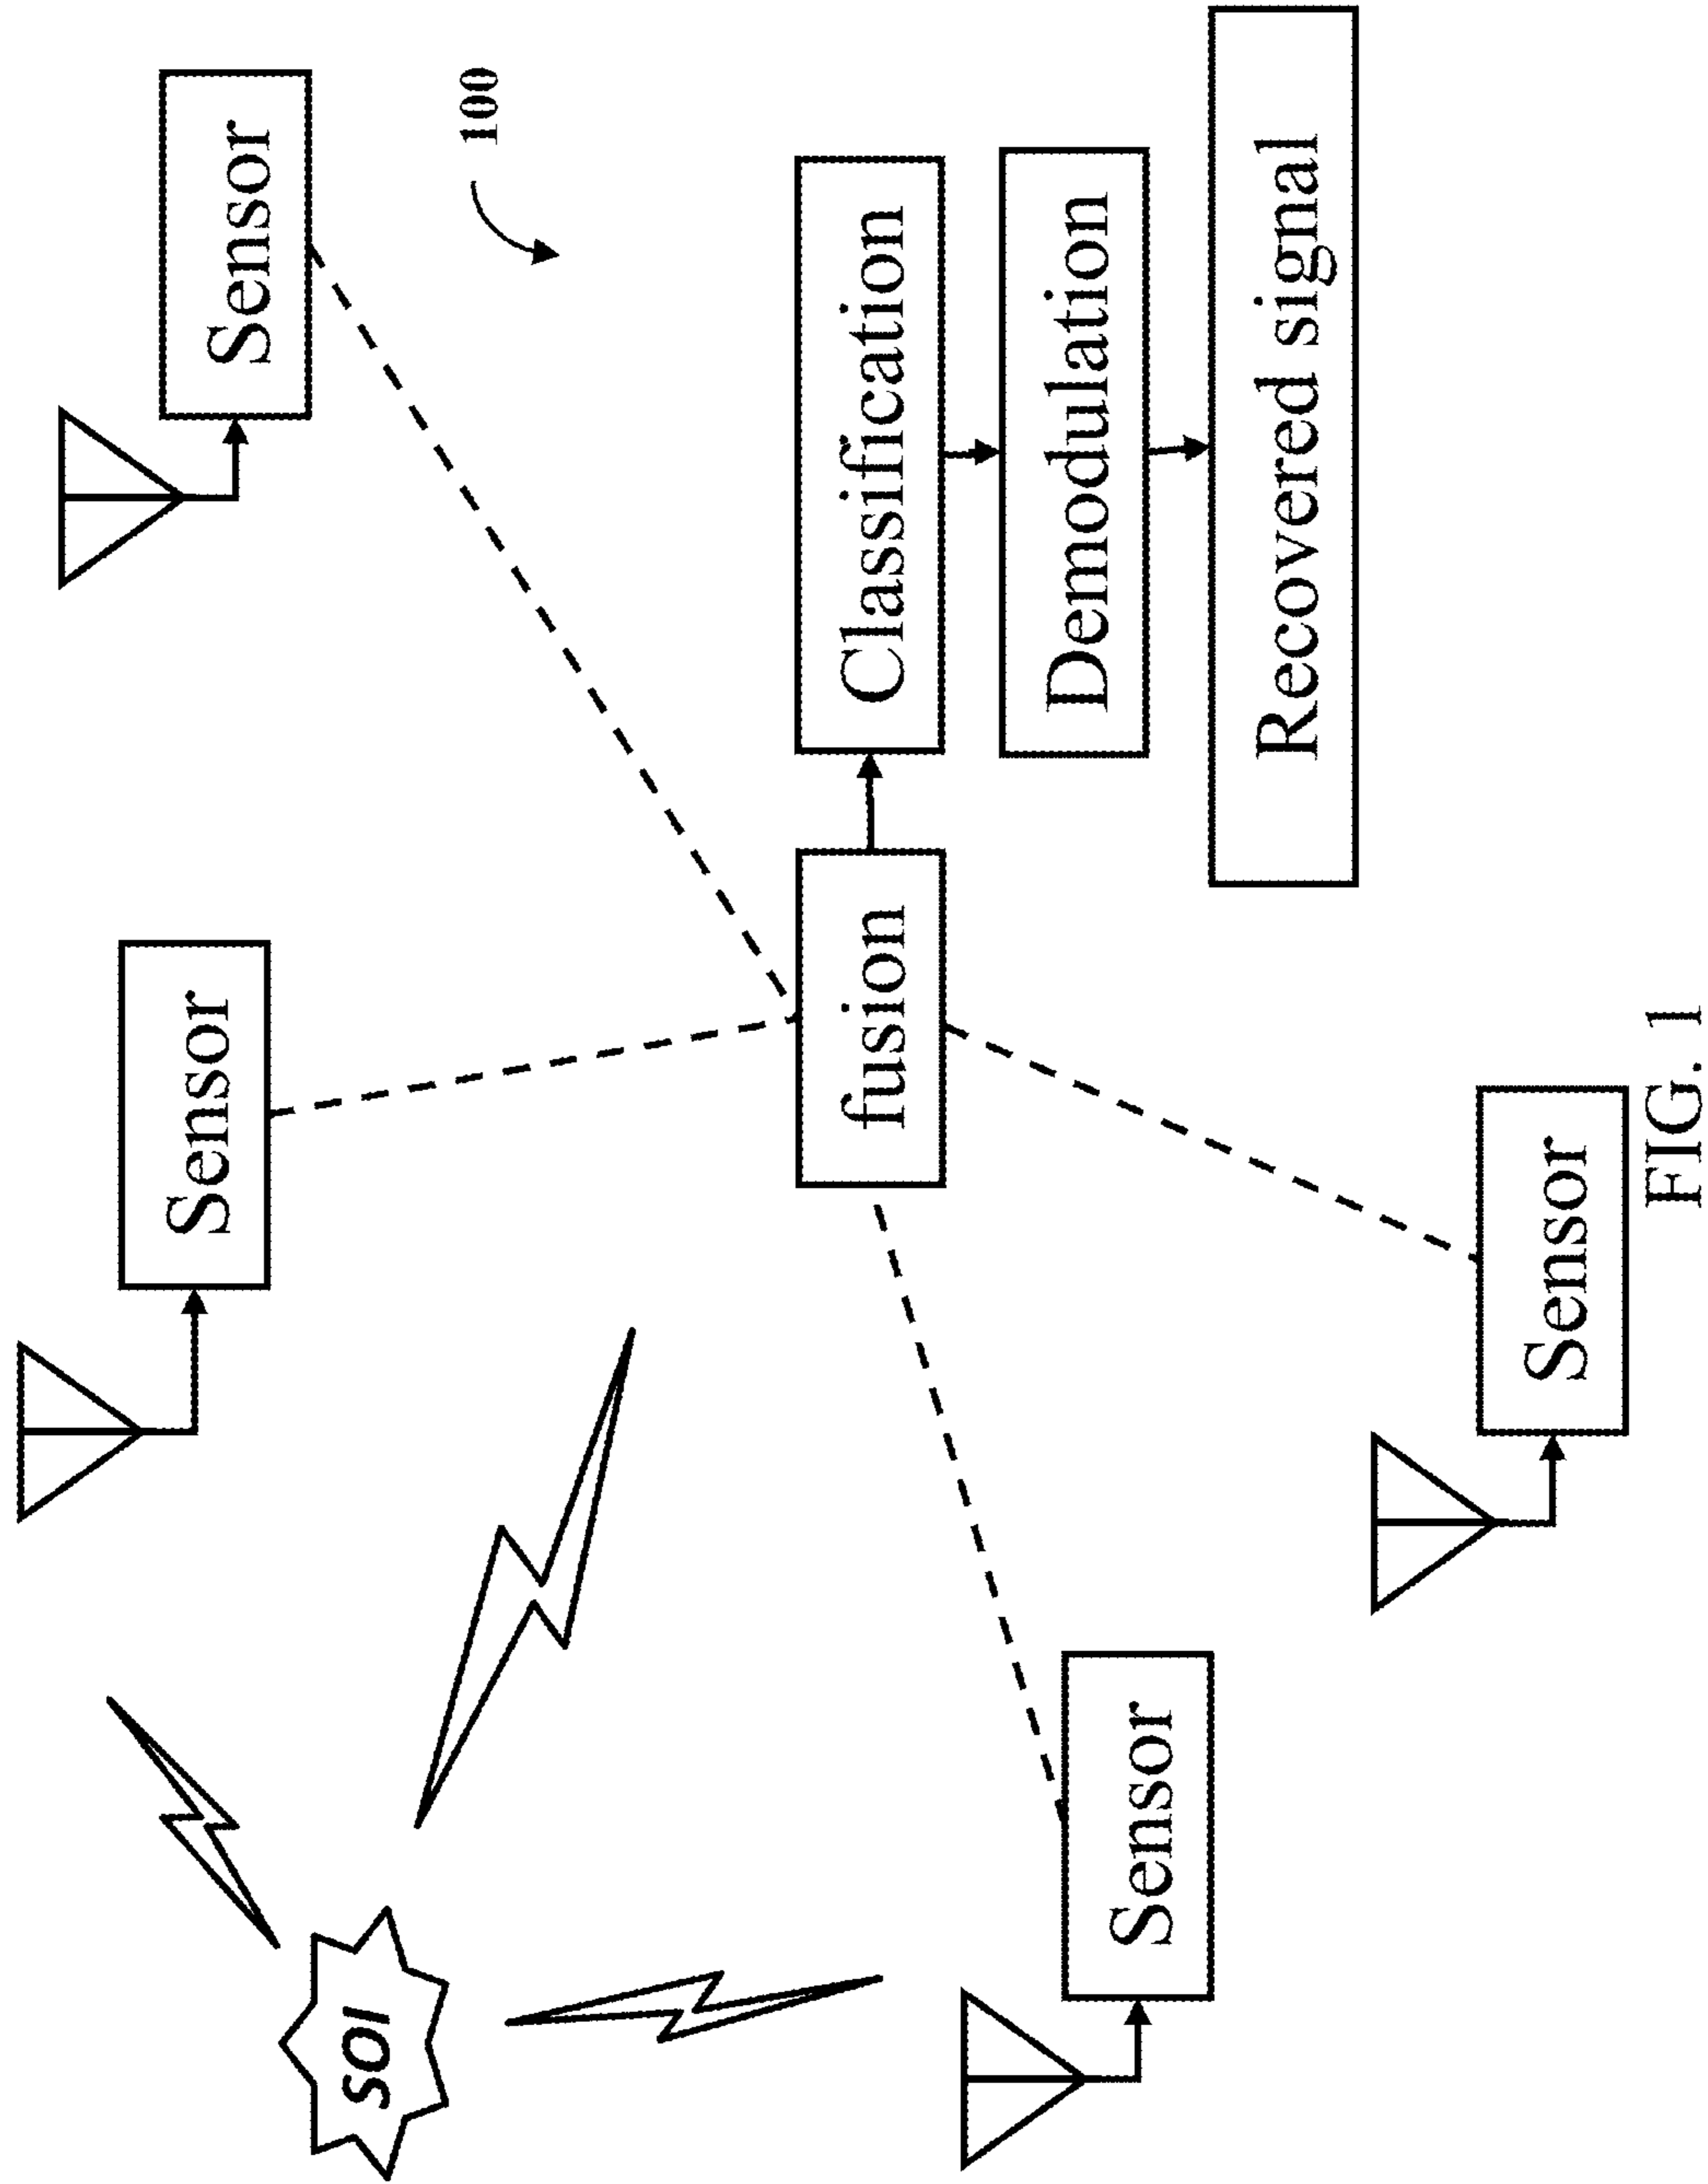 Sensor
Sensor
100
SOI
fusion
Classification
Demodulation
Recovered signal
Sensor
Sensor
FIG. 1